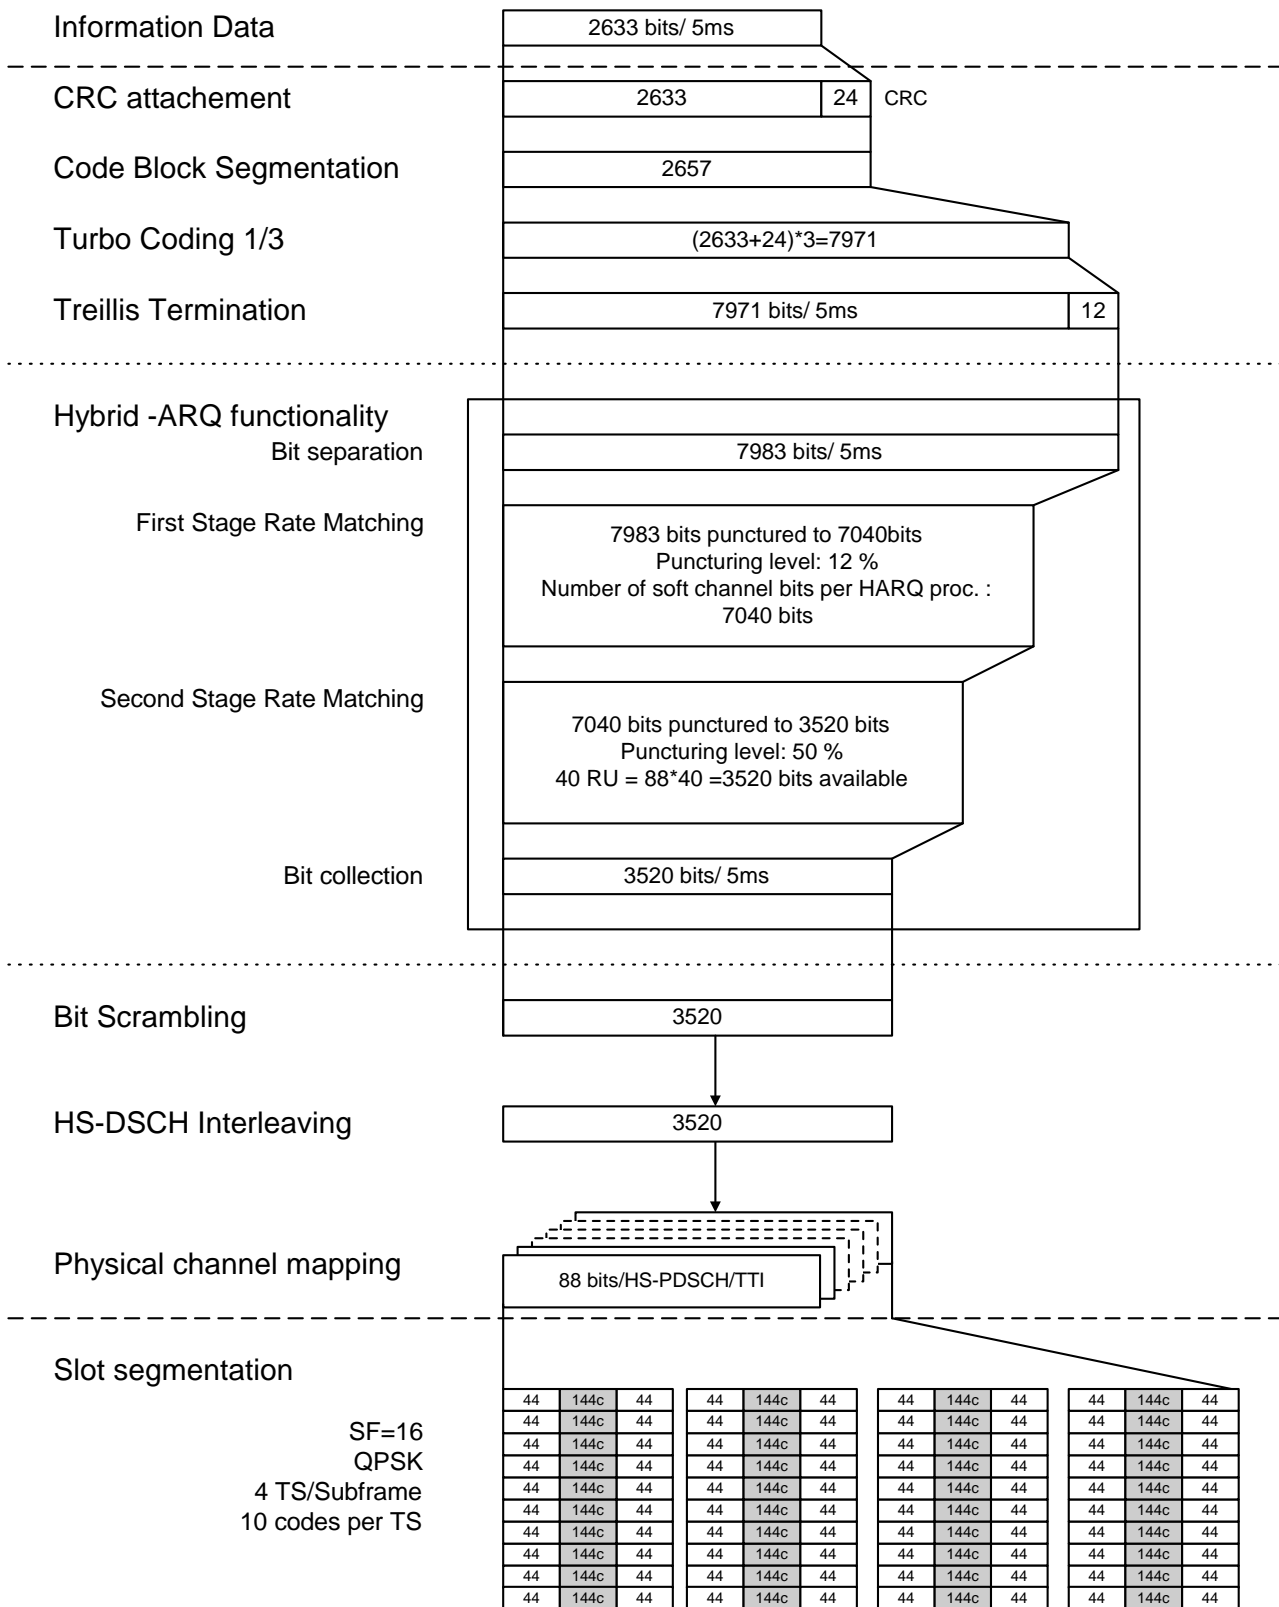 Information Data
2633 bits/ 5ms
CRC attachement
2633 24 CRC
Code Block Segmentation
2657
Turbo Coding 1/3
(2633+24)*3=7971
Treillis Termination
7971 bits/ 5ms 12
Hybrid -ARQ functionality
Bit separation
7983 bits/ 5ms
First Stage Rate Matching
7983 bits punctured to 7040bits
Puncturing level: 12 %
Number of soft channel bits per HARQ proc. :
7040 bits
Second Stage Rate Matching
7040 bits punctured to 3520 bits
Puncturing level: 50 %
40 RU = 88*40 =3520 bits available
Bit collection
3520 bits/ 5ms
Bit Scrambling
3520
HS-DSCH Interleaving
3520
Physical channel mapping
88 bits/HS-PDSCH/TTI
Slot segmentation
SF=16
QPSK
4 TS/Subframe
10 codes per TS
44 144c 44 44 144c 44 44 144c 44 44 144c 44
44 144c 44 44 144c 44 44 144c 44 44 144c 44
44 144c 44 44 144c 44 44 144c 44 44 144c 44
44 144c 44 44 144c 44 44 144c 44 44 144c 44
44 144c 44 44 144c 44 44 144c 44 44 144c 44
44 144c 44 44 144c 44 44 144c 44 44 144c 44
44 144c 44 44 144c 44 44 144c 44 44 144c 44
44 144c 44 44 144c 44 44 144c 44 44 144c 44
44 144c 44 44 144c 44 44 144c 44 44 144c 44
44 144c 44 44 144c 44 44 144c 44 44 144c 44